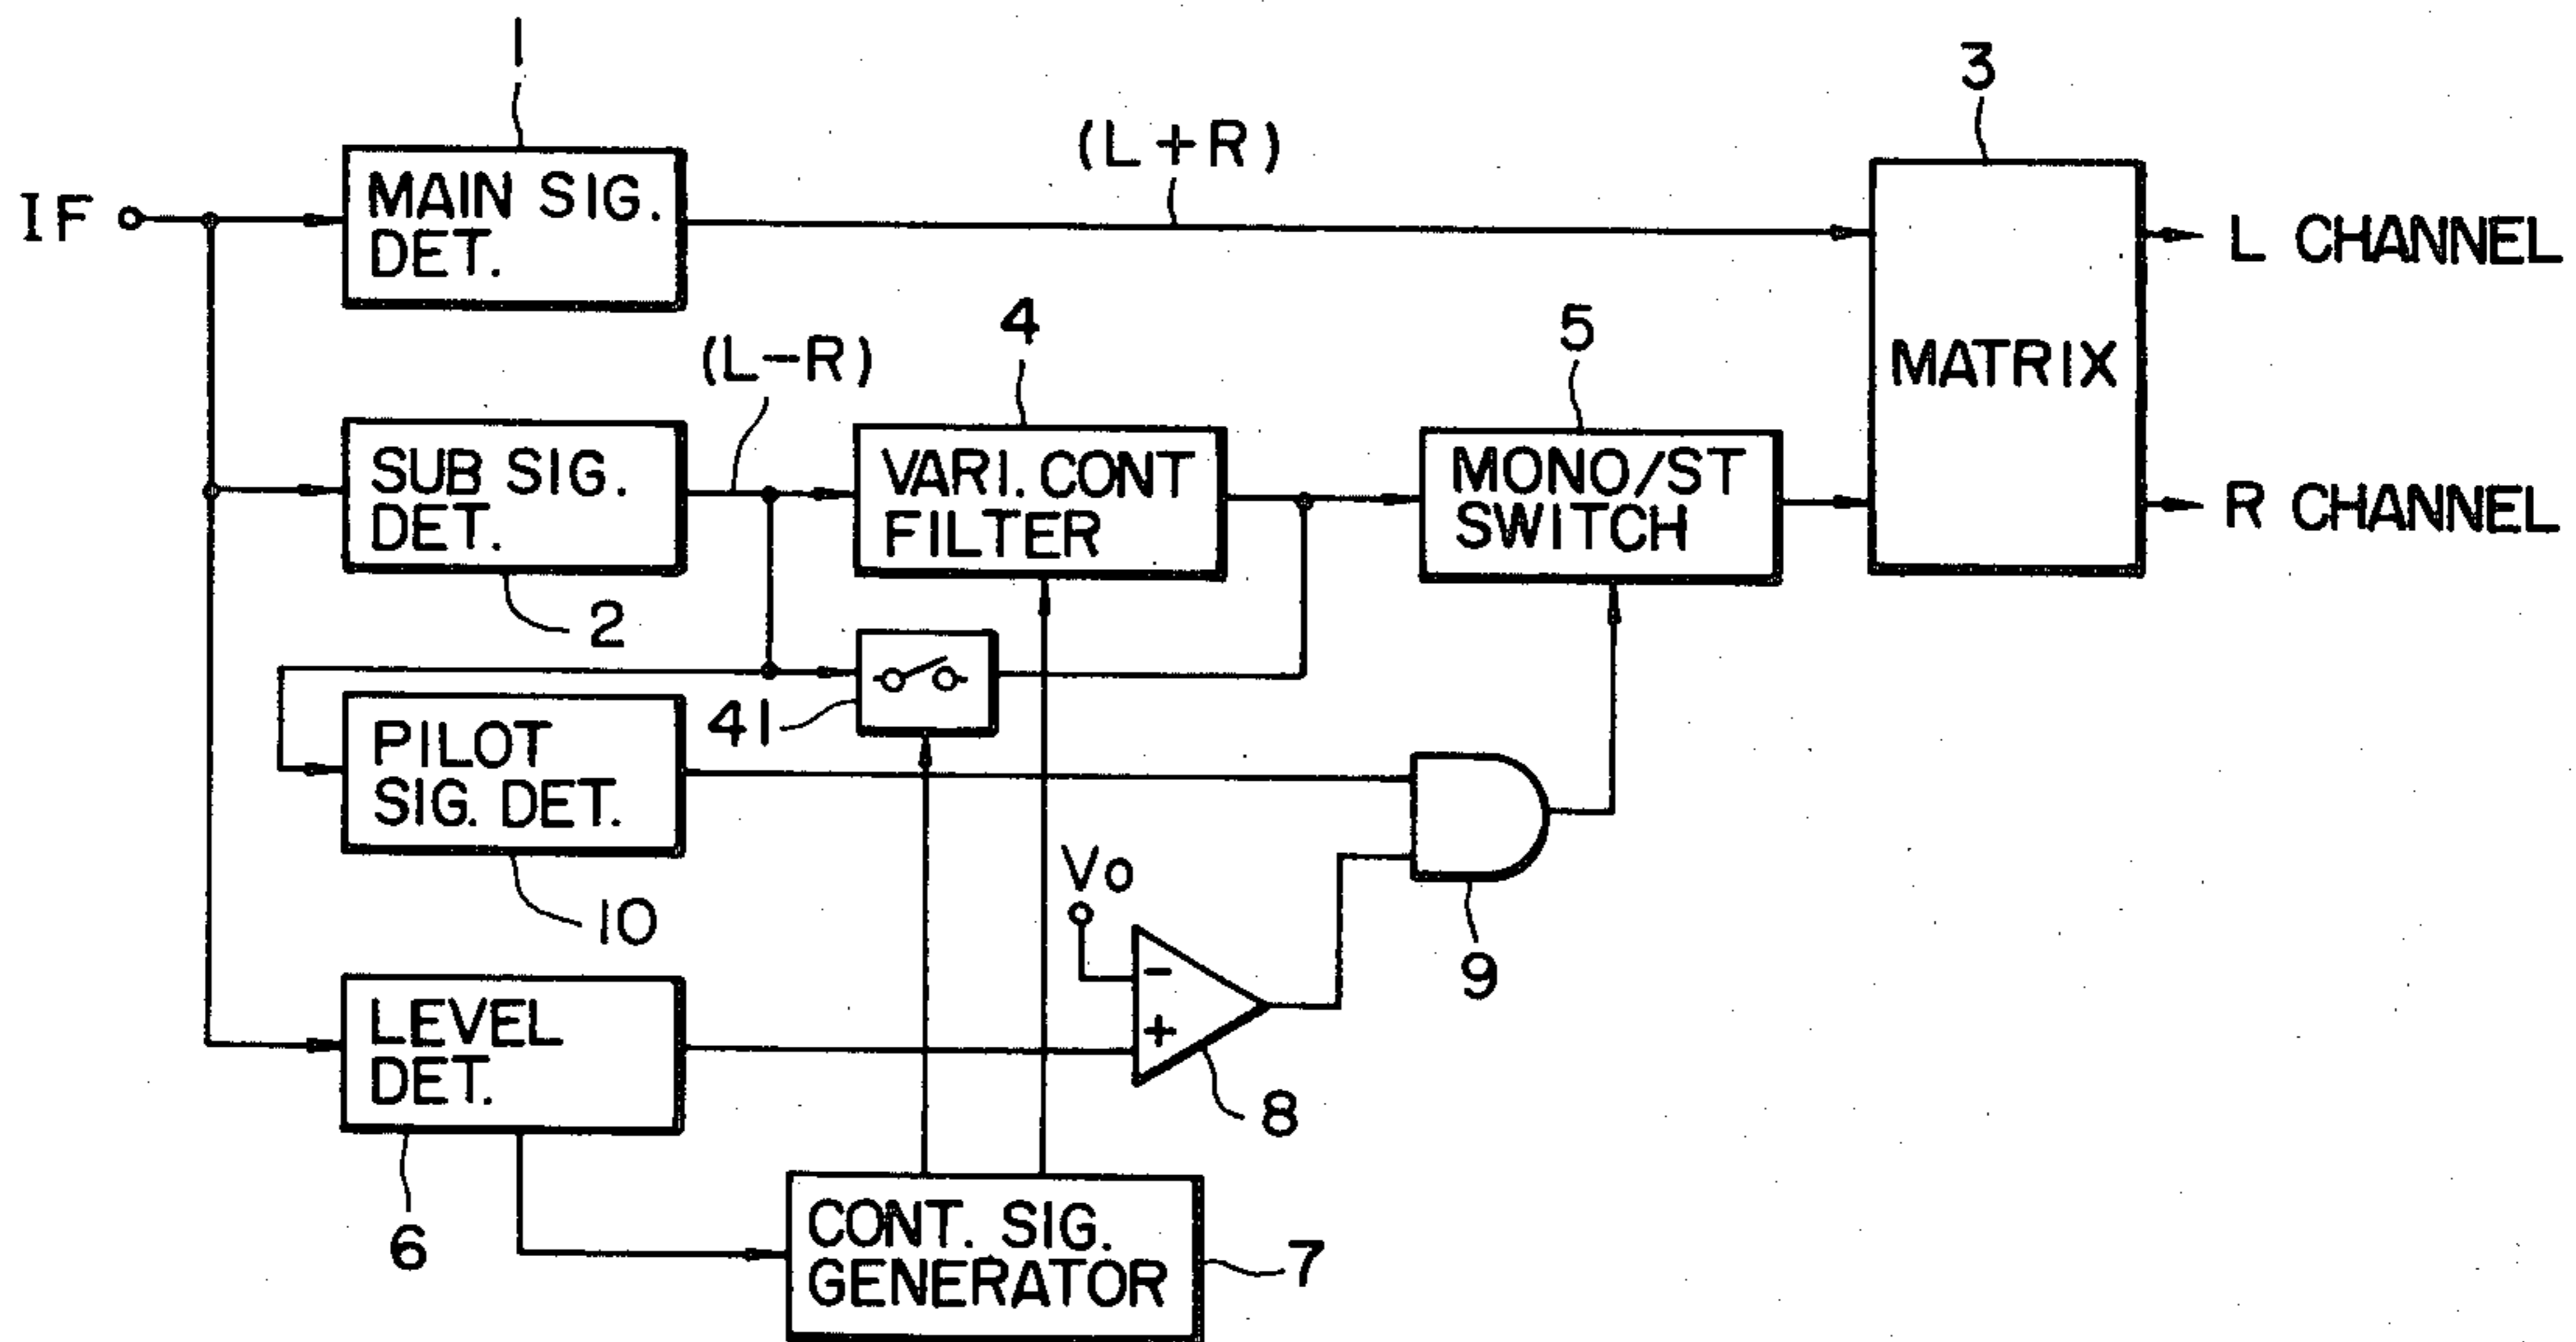 1
3
IF
MAIN SIG.
DET.
(L+R)
L CHANNEL
MATRIX
R CHANNEL
(L-R)
4
5
SUB SIG.
DET.
2
VARI. CONT
FILTER
MONO/ST
SWITCH
41
PILOT
SIG. DET.
10
Vo
-
+
8
9
LEVEL
DET.
6
CONT. SIG.
GENERATOR
7